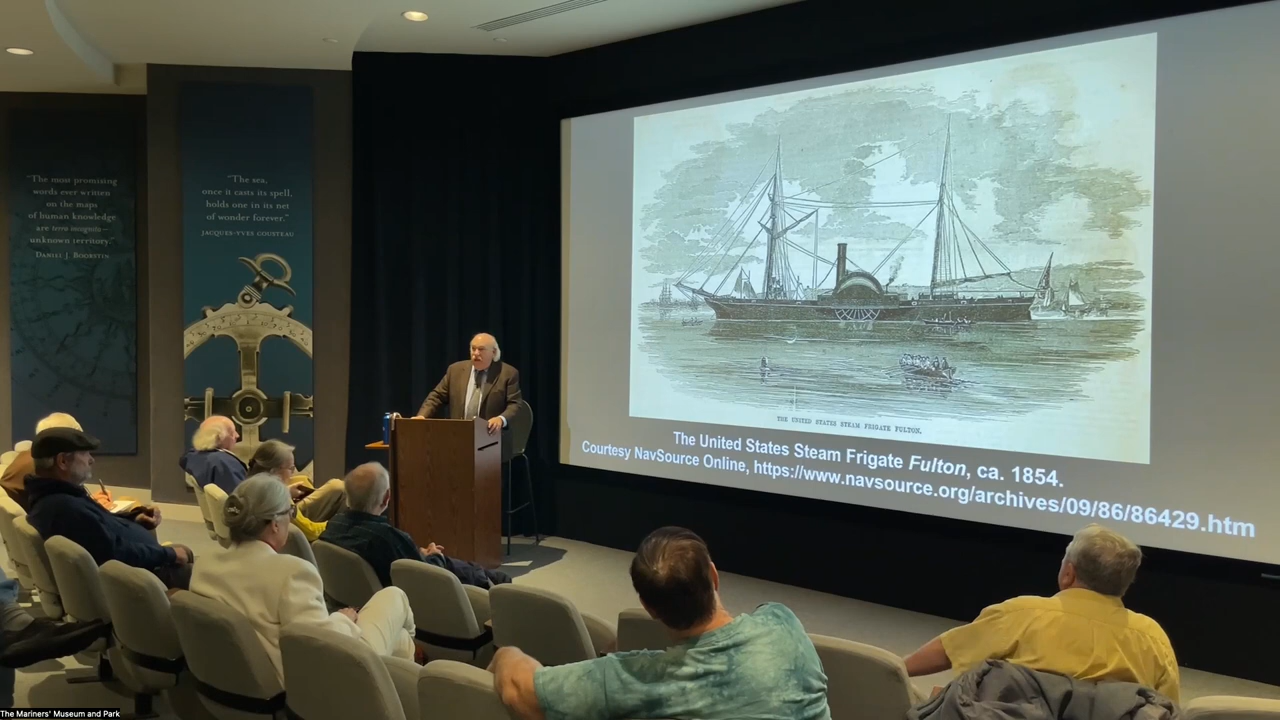 "The most promising
words ever written
on the maps
of human knowledge
are terra incognita—
unknown territory."
Daniel J. Boorstin
"The sea,
once it casts its spell,
holds one in its net
of wonder forever."
JACQUES-YVES COUSTEAU
THE UNITED STATES STEAM FRIGATE FULTON.
The United States Steam Frigate Fulton, ca. 1854.
Courtesy NavSource Online, https://www.navsource.org/archives/09/86/86429.htm
The Mariners' Museum and Park